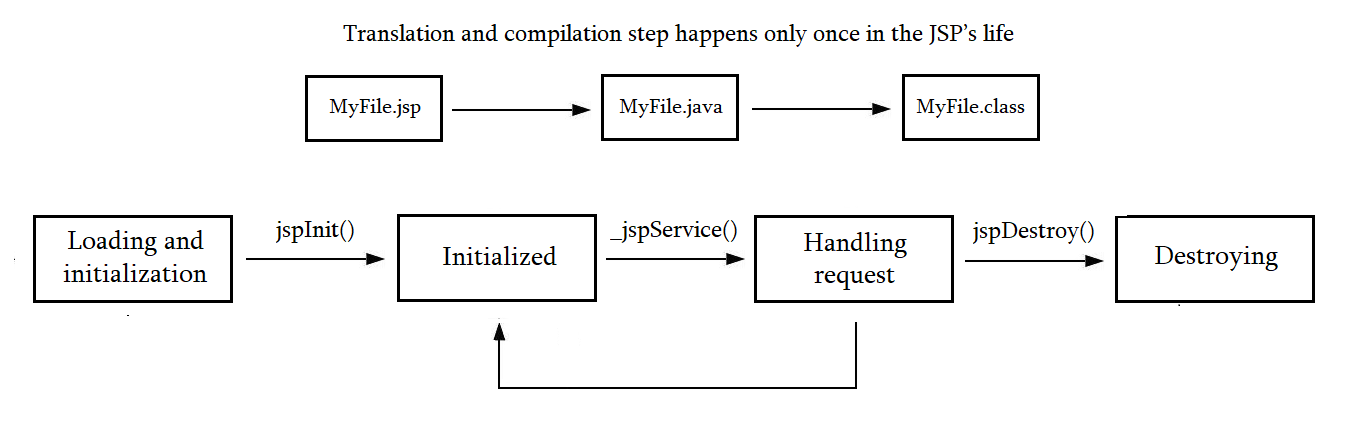 Translation and compilation step happens only once in the JSP’s life
MyFile.jsp
MyFile.java
MyFile.class
Loading and
initialization
jspInit()
Initialized
_jspService()
Handling
request
jspDestroy()
Destroying